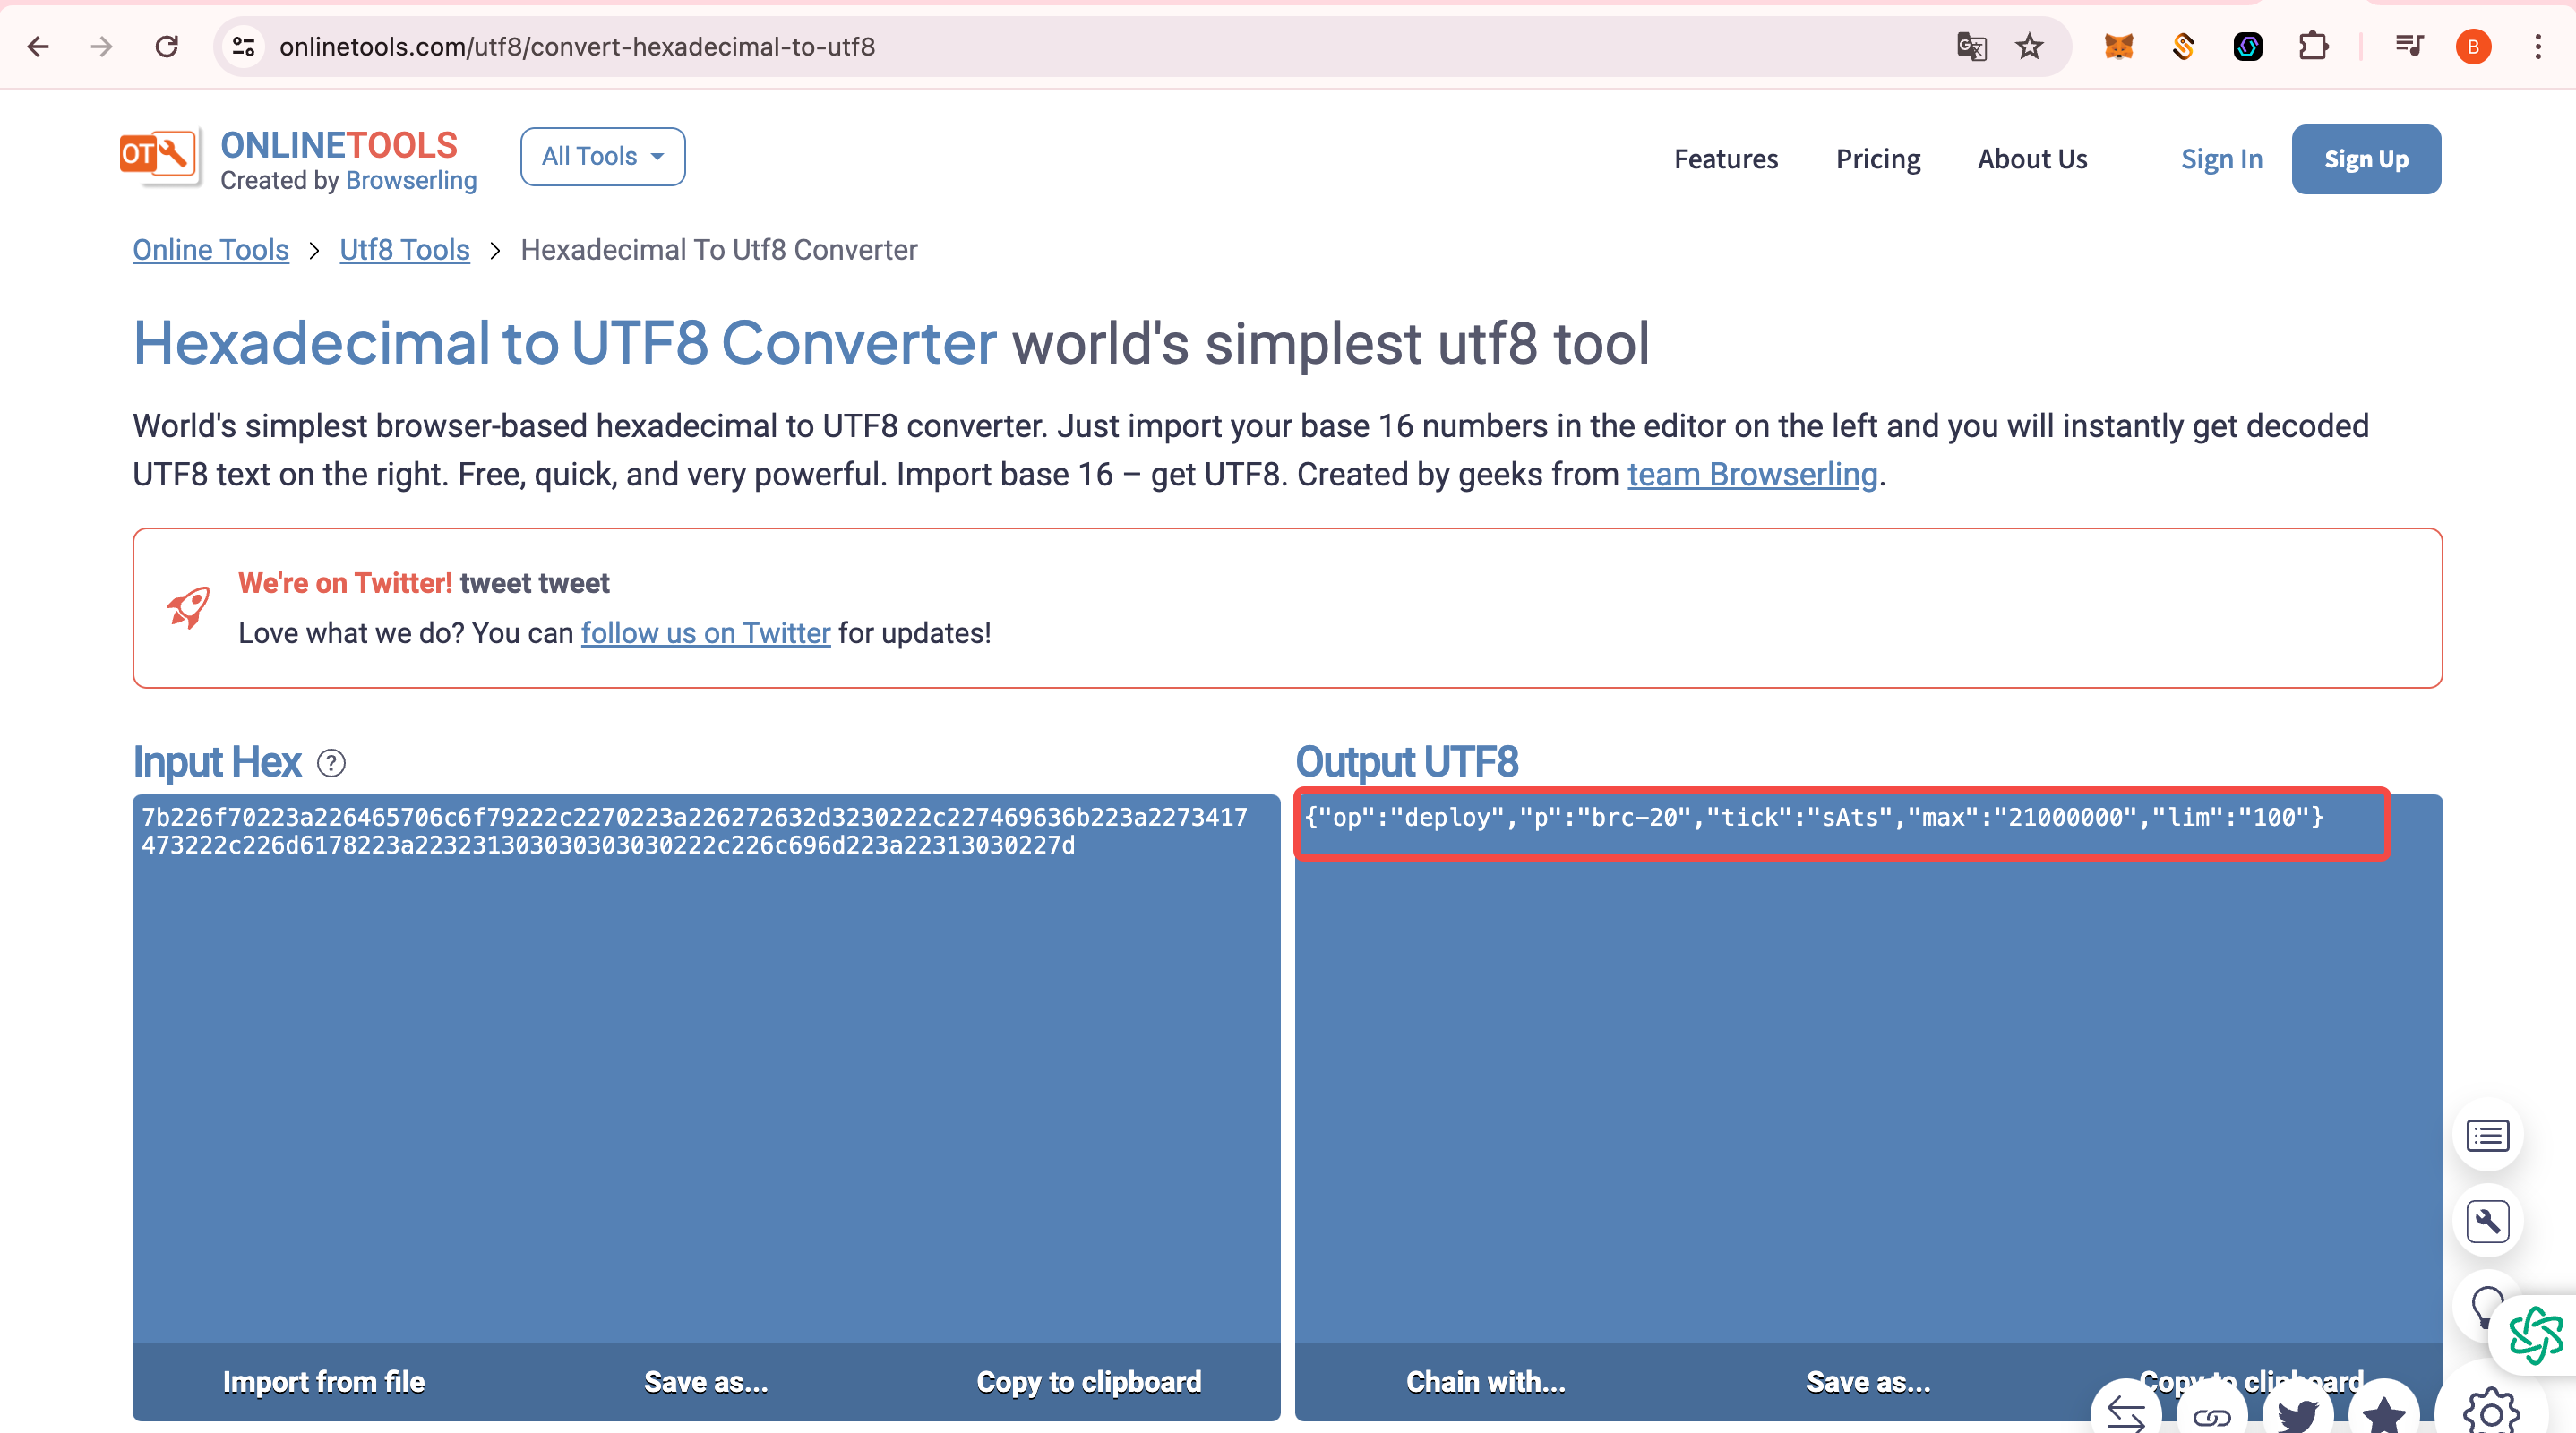 onlinetools.com/utf8/convert-hexadecimal-to-utf8
B
OT
ONLINETOOLS
Created by Browserling
All Tools
Features
Pricing
About Us
Sign In
Sign Up
Online Tools > Utf8 Tools > Hexadecimal To Utf8 Converter
Hexadecimal to UTF8 Converter world's simplest utf8 tool
World's simplest browser-based hexadecimal to UTF8 converter. Just import your base 16 numbers in the editor on the left and you will instantly get decoded
UTF8 text on the right. Free, quick, and very powerful. Import base 16 – get UTF8. Created by geeks from team Browserling.
We're on Twitter! tweet tweet
Love what we do? You can follow us on Twitter for updates!
Input Hex ?
7b226f70223a226465706c6f79222c2270223a226272632d3230222c227469636b223a2273417
473222c226d6178223a223231303030303030222c226c696d223a22313030227d
Import from file
Save as...
Copy to clipboard
Output UTF8
{"op":"deploy","p":"brc-20","tick":"sAts","max":"21000000","lim":"100"}
Chain with...
Save as...
Copy to clipboard